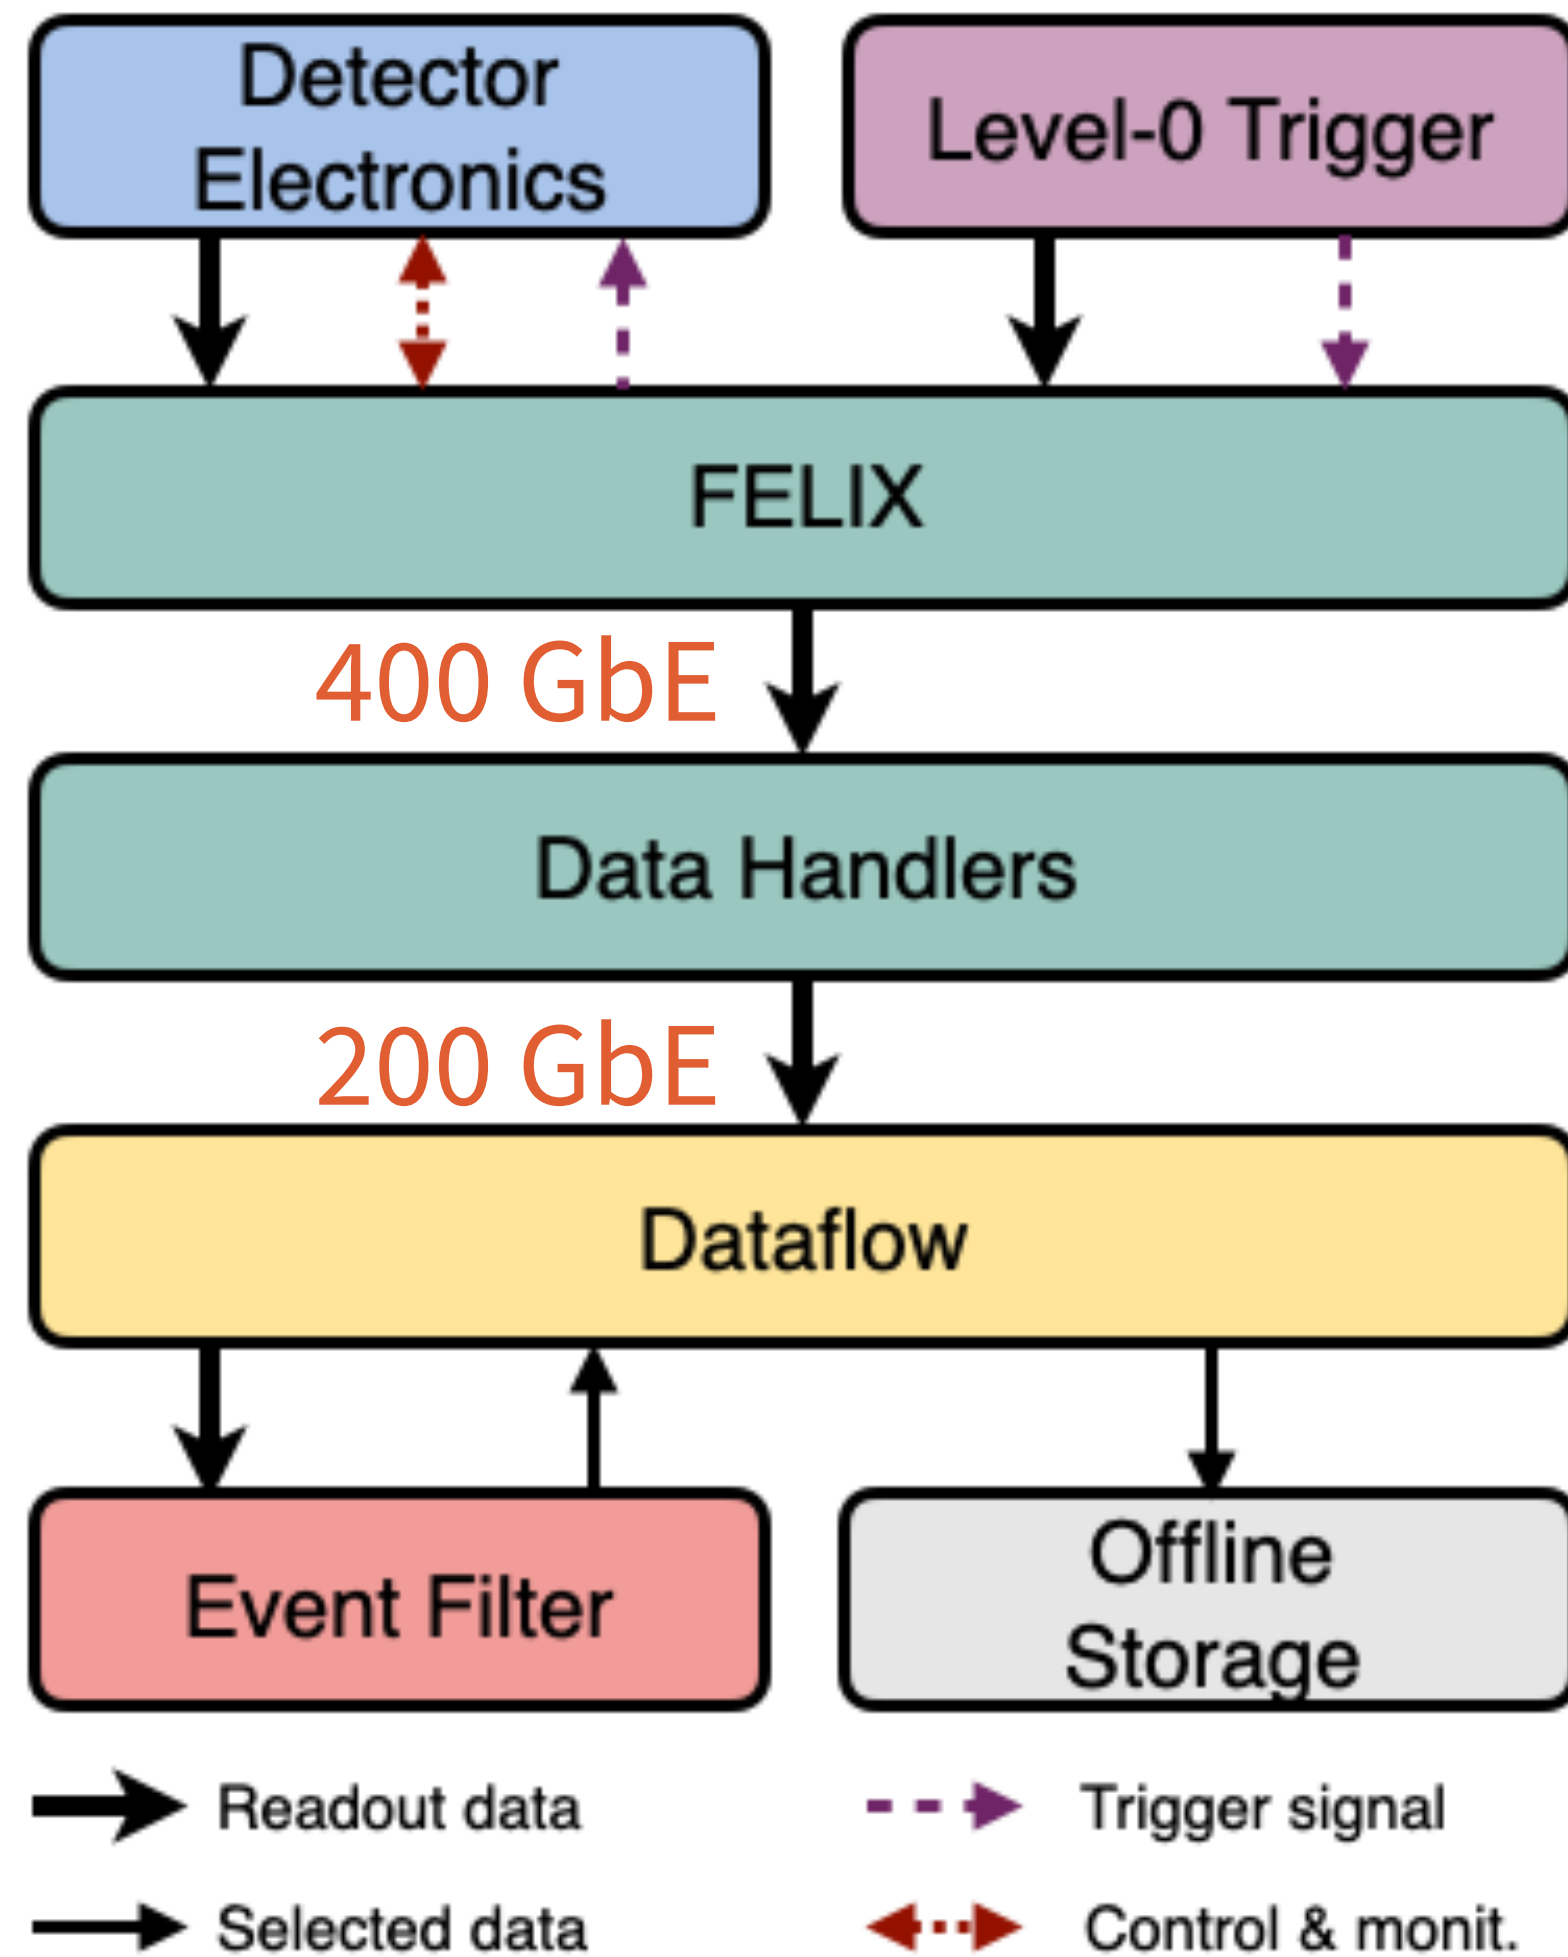 Detector
Electronics
Level-0 Trigger
FELIX
400 GbE
Data Handlers
200 GbE
Dataflow
Event Filter
Offline
Storage
Readout data
Trigger signal
Selected data
Control & monit.